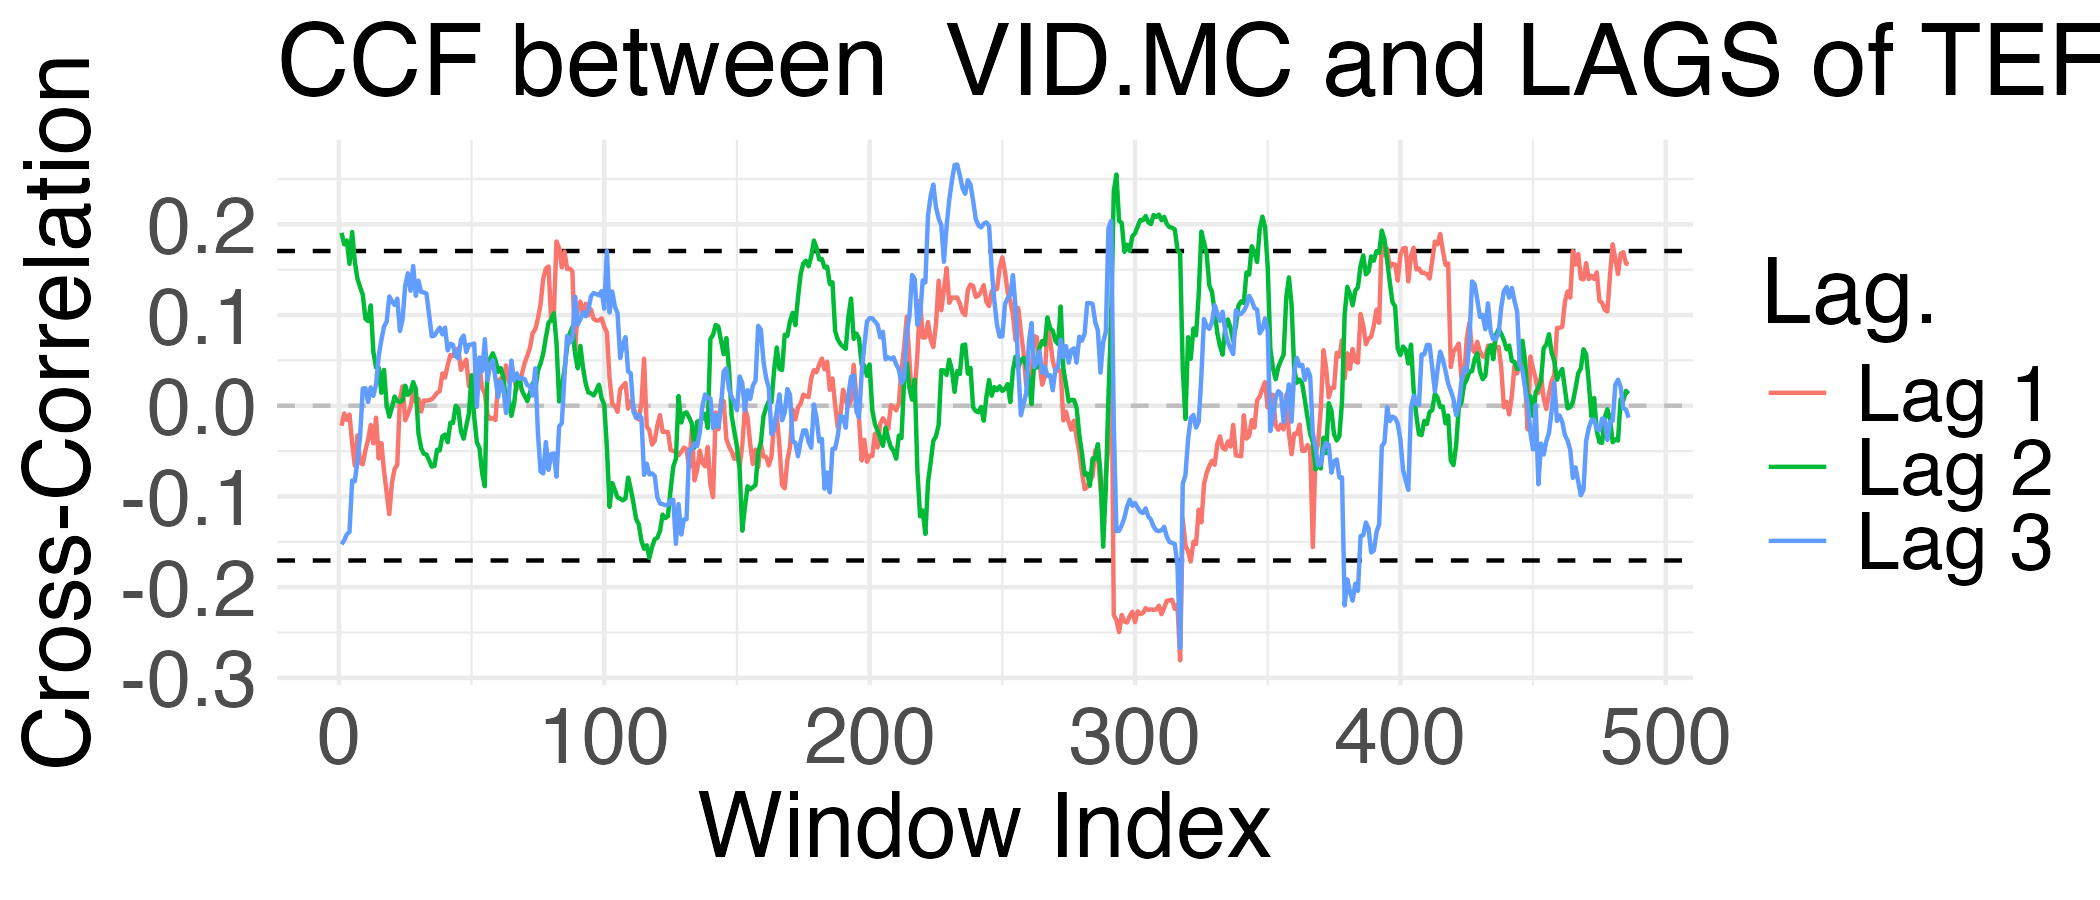 CCF between  VID.MC and LAGS of TEF
Cross-Correlation
0.2
0.1
0.0
-0.1
-0.2
-0.3
0 100 200 300 400 500
Window Index
Lag.
Lag 1
Lag 2
Lag 3